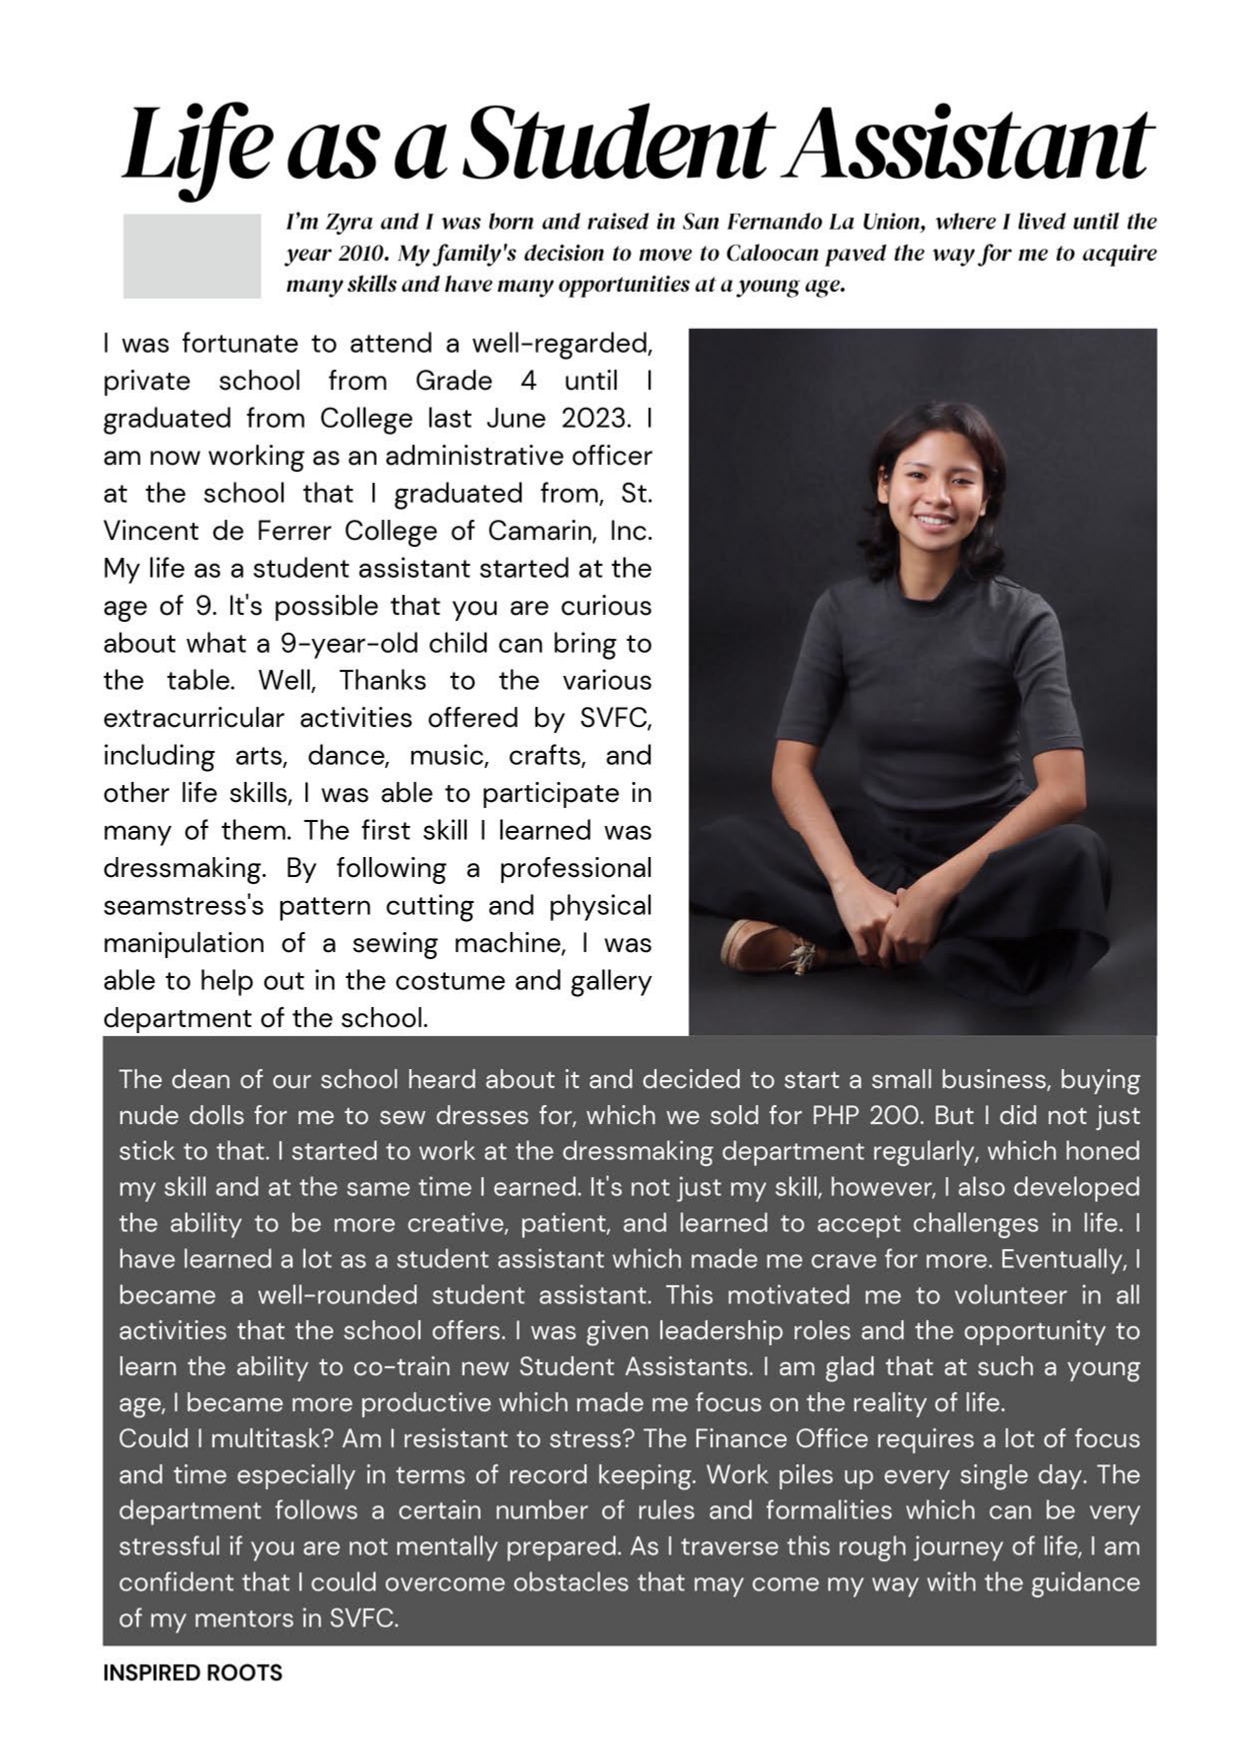 Life as a Student Assistant
I'm Zyra and I was born and raised in San Fernando La Union, where I lived until the
year 2010. My family's decision to move to Caloocan paved the way for me to acquire
many skills and have many opportunities at a young age.
I was fortunate to attend a well-regarded,
private school from Grade 4 until I
graduated from College last June 2023. I
am now working as an administrative officer
at the school that I graduated from, St.
Vincent de Ferrer College of Camarin, Inc.
My life as a student assistant started at the
age of 9. It's possible that you are curious
about what a 9-year-old child can bring to
the table. Well, Thanks to the various
extracurricular activities offered by SVFC,
including arts, dance, music, crafts, and
other life skills, I was able to participate in
many of them. The first skill I learned was
dressmaking. By following a professional
seamstress's pattern cutting and physical
manipulation of a sewing machine, I was
able to help out in the costume and gallery
department of the school.
The dean of our school heard about it and decided to start a small business, buying
nude dolls for me to sew dresses for, which we sold for PHP 200. But I did not just
stick to that. I started to work at the dressmaking department regularly, which honed
my skill and at the same time I earned. It's not just my skill, however, I also developed
the ability to be more creative, patient, and learned to accept challenges in life. I
have learned a lot as a student assistant which made me crave for more. Eventually, I
became a well-rounded student assistant. This motivated me to volunteer in all
activities that the school offers. I was given leadership roles and the opportunity to
learn the ability to co-train new Student Assistants. I am glad that at such a young
age, I became more productive which made me focus on the reality of life.
Could I multitask? Am I resistant to stress? The Finance Office requires a lot of focus
and time especially in terms of record keeping. Work piles up every single day. The
department follows a certain number of rules and formalities which can be very
stressful if you are not mentally prepared. As I traverse this rough journey of life, I am
confident that I could overcome obstacles that may come my way with the guidance
of my mentors in SVFC.
INSPIRED ROOTS